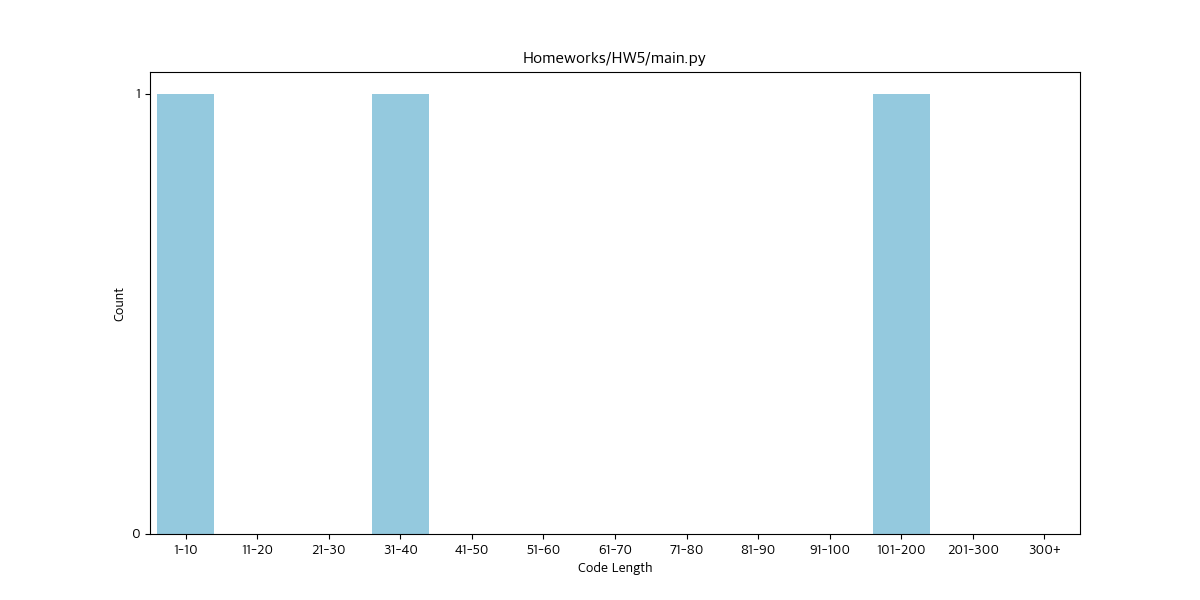 Homeworks/HW5/main.py
1
Count
0
1-10 11-20 21-30 31-40 41-50 51-60 61-70 71-80 81-90 91-100 101-200 201-300 300+
Code Length